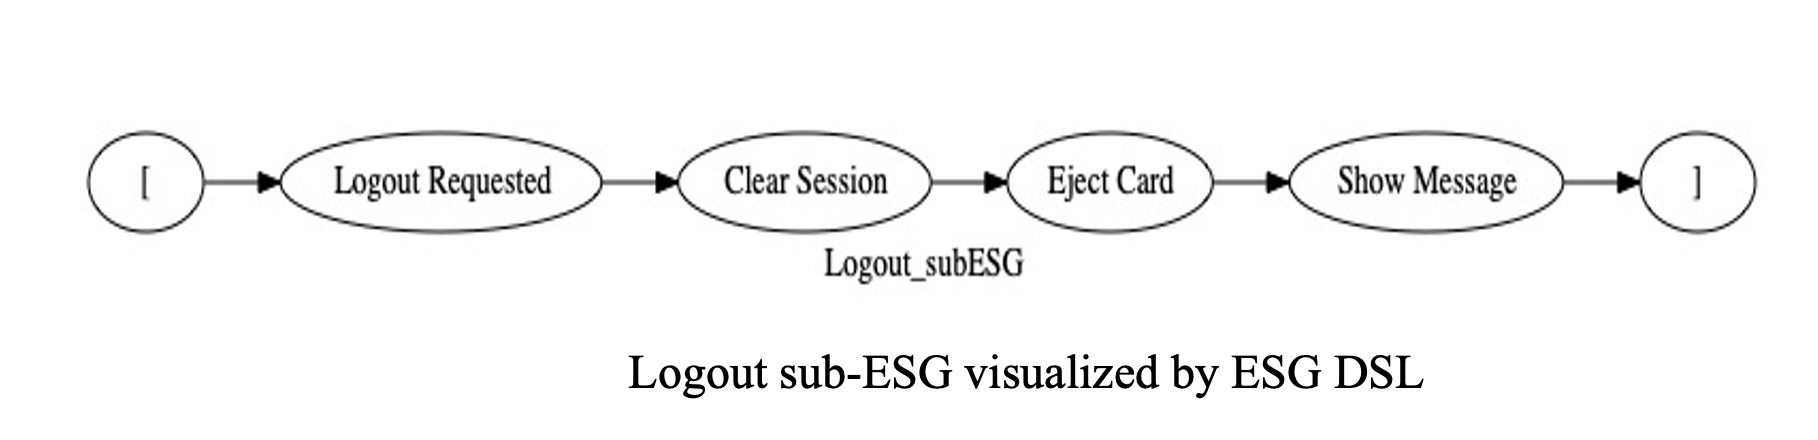 [ Logout Requested Clear Session Eject Card Show Message ]
Logout_subESG
Logout sub-ESG visualized by ESG DSL